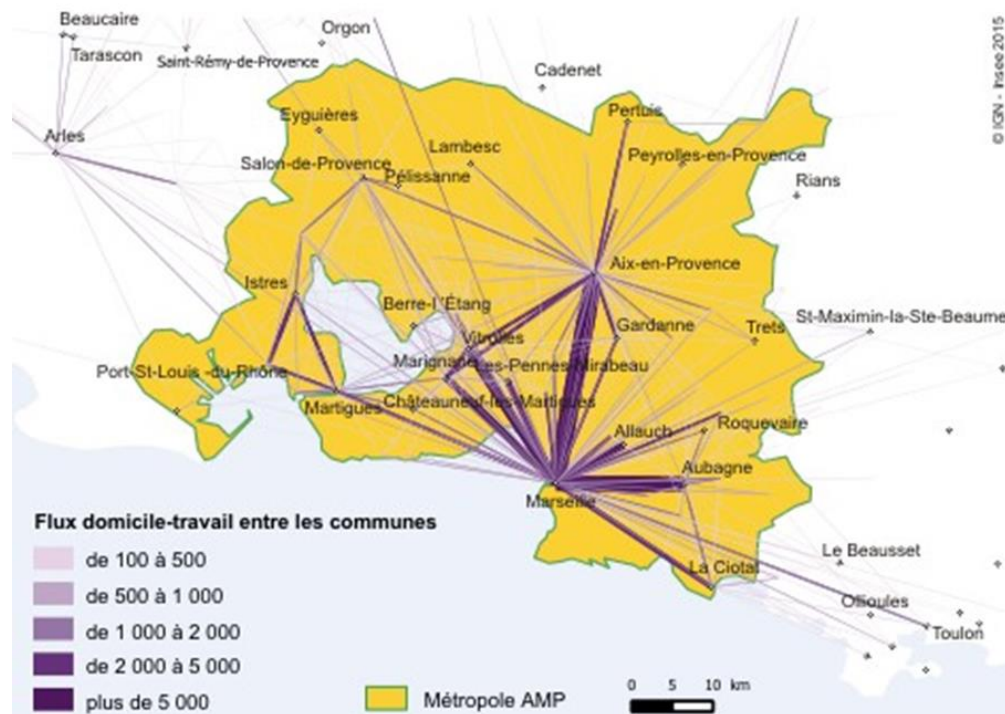 Beaucaire
Tarascon
Saint-Rémy-de-Provence
Orgon
Cadenet
© IGN - Insee2015
Arles
Eyguières
Salon-de-Provence
Pélissanne
Lambesc
Pertuis
Peyrolles-en-Provence
Rians
Aix-en-Provence
Istres
Berre-l'Étang
Vitrolles
Gardanne
Trets
St-Maximin-la-Ste-Beaume
Marignane
Les-Pennes-Mirabeau
Port-St-Louis -du-Rhône
Martigues
Châteauneuf-les-Martigues
Allauch
Roquevaire
Aubagne
Marseille
La Ciotat
Le Beausset
Ollioules
Toulon
Flux domicile-travail entre les communes
de 100 à 500
de 500 à 1 000
de 1 000 à 2 000
de 2 000 à 5 000
plus de 5 000
Métropole AMP
0 5 10 km